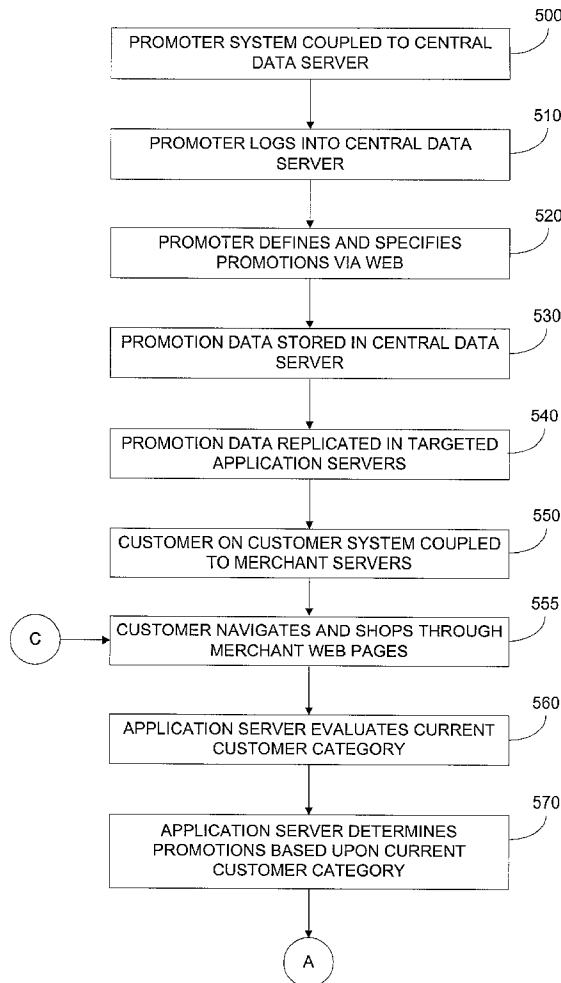 500
PROMOTER SYSTEM COUPLED TO CENTRAL
DATA SERVER
510
PROMOTER LOGS INTO CENTRAL DATA
SERVER
520
PROMOTER DEFINES AND SPECIFIES
PROMOTIONS VIA WEB
530
PROMOTION DATA STORED IN CENTRAL DATA
SERVER
540
PROMOTION DATA REPLICATED IN TARGETED
APPLICATION SERVERS
550
CUSTOMER ON CUSTOMER SYSTEM COUPLED
TO MERCHANT SERVERS
555
C
CUSTOMER NAVIGATES AND SHOPS THROUGH
MERCHANT WEB PAGES
560
APPLICATION SERVER EVALUATES CURRENT
CUSTOMER CATEGORY
570
APPLICATION SERVER DETERMINES
PROMOTIONS BASED UPON CURRENT
CUSTOMER CATEGORY
A